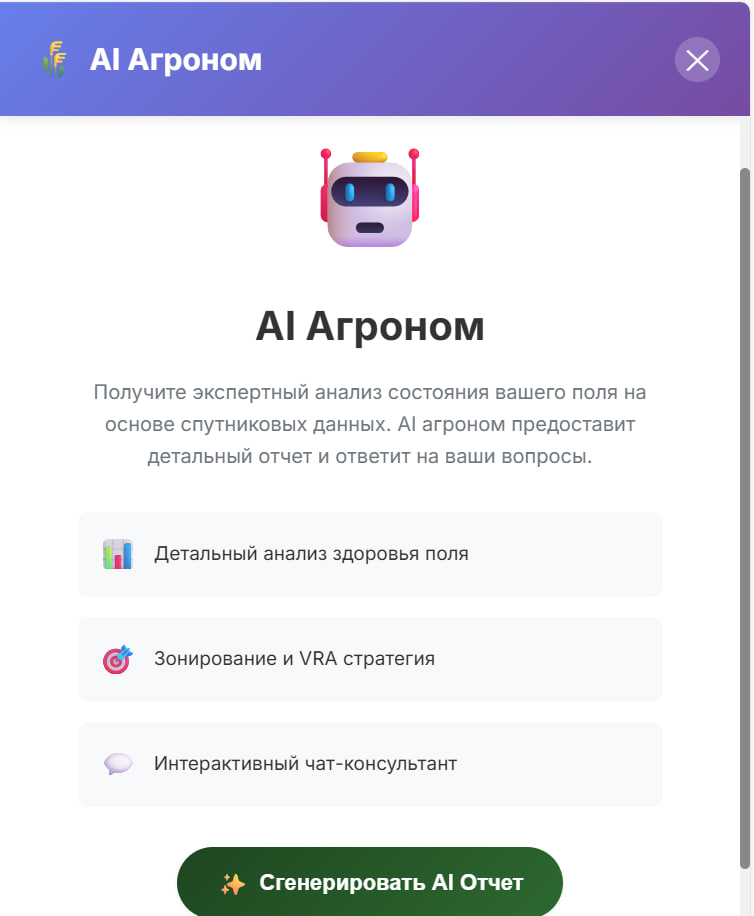 AI Агроном
AI Агроном
Получите экспертный анализ состояния вашего поля на
основе спутниковых данных. AI агроном предоставит
детальный отчет и ответит на ваши вопросы.
Детальный анализ здоровья поля
Зонирование и VRA стратегия
Интерактивный чат-консультант
Сгенерировать AI Отчет